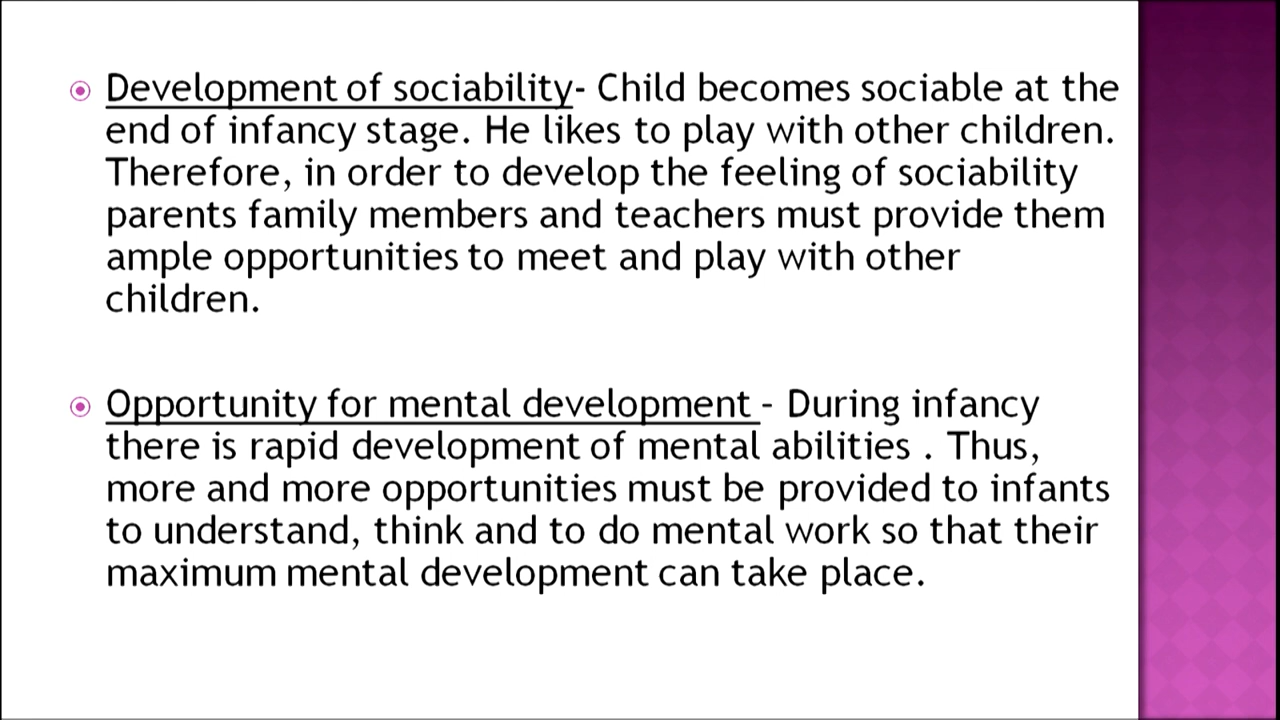 Development of sociability- Child becomes sociable at the
end of infancy stage. He likes to play with other children.
Therefore, in order to develop the feeling of sociability
parents family members and teachers must provide them
ample opportunities to meet and play with other
children.
Opportunity for mental development - During infancy
there is rapid development of mental abilities . Thus,
more and more opportunities must be provided to infants
to understand, think and to do mental work so that their
maximum mental development can take place.